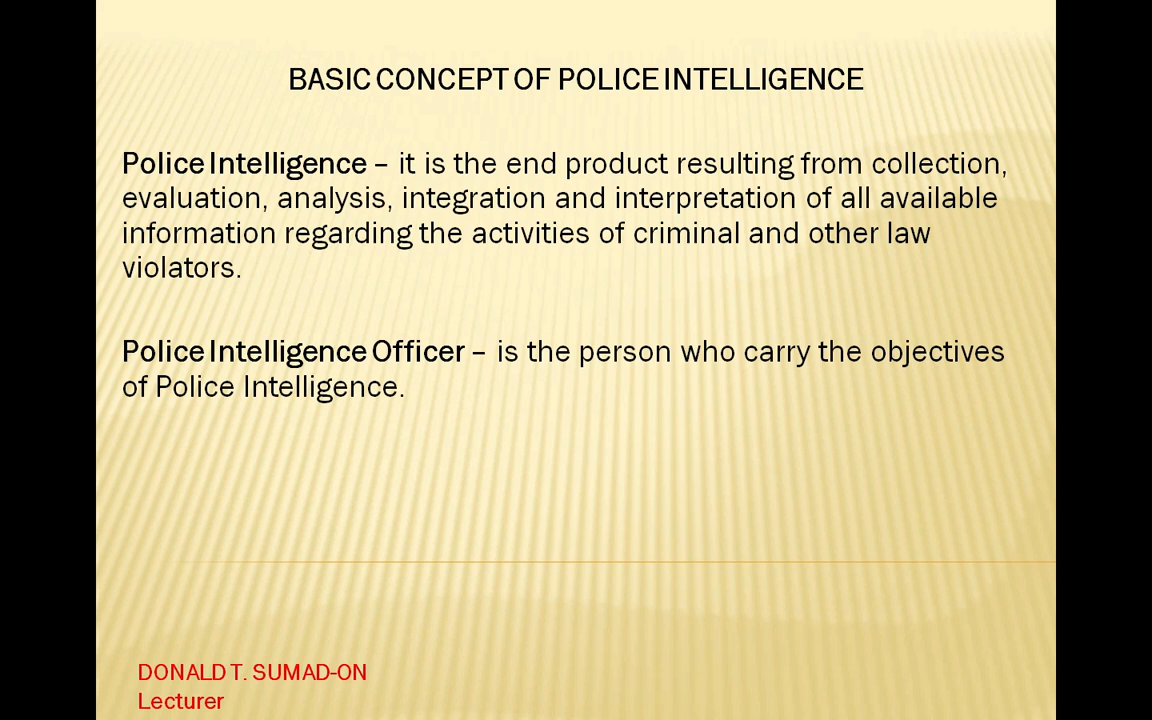 BASIC CONCEPT OF POLICE INTELLIGENCE
Police Intelligence – it is the end product resulting from collection,
evaluation, analysis, integration and interpretation of all available
information regarding the activities of criminal and other law
violators.
Police Intelligence Officer – is the person who carry the objectives
of Police Intelligence.
DONALD T. SUMAD-ON
Lecturer